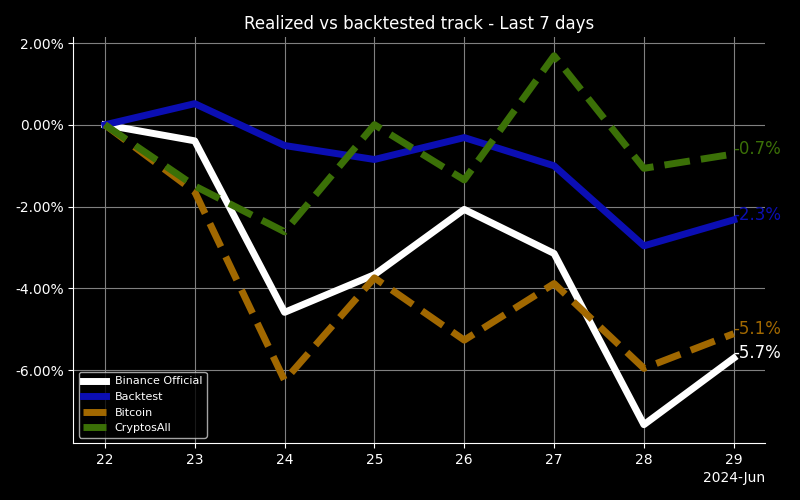 Realized vs backtested track - Last 7 days
2.00%
0.00%
-2.00%
-4.00%
-6.00%
-0.7%
-2.3%
-5.1%
-5.7%
Binance Official
Backtest
Bitcoin
CryptosAll
22 23 24 25 26 27 28 29
2024-Jun